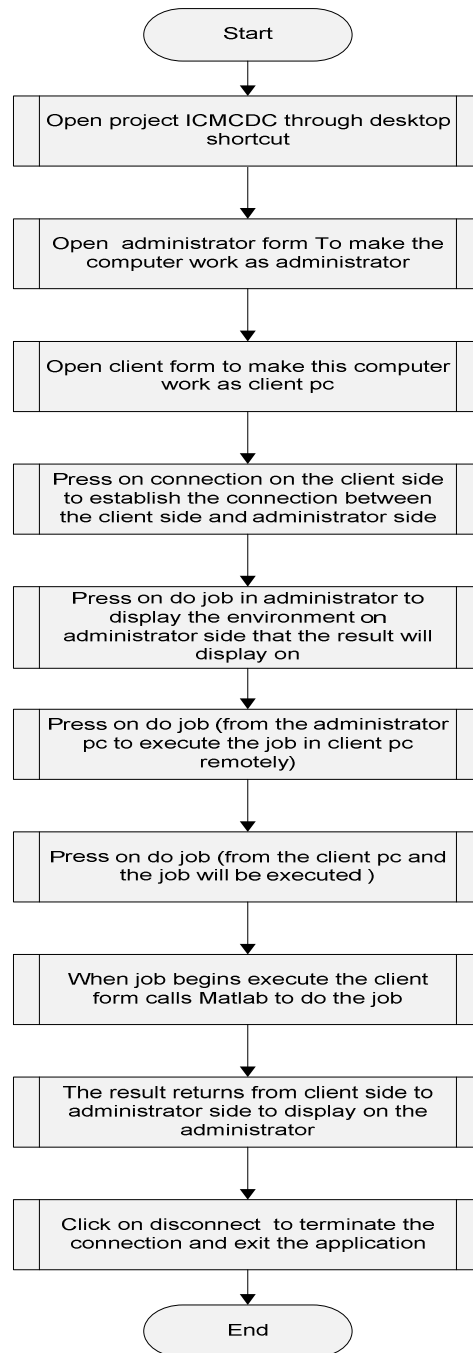 Start
Open project ICMCDC through desktop
shortcut
Open  administrator form To make the
computer work as administrator
Open client form to make this computer
work as client pc
Press on connection on the client side
to establish the connection between
the client side and administrator side
Press on do job in administrator to
display the environment on
administrator side that the result will
display on
Press on do job (from the administrator
pc to execute the job in client pc
remotely)
Press on do job (from the client pc and
the job will be executed )
When job begins execute the client
form calls Matlab to do the job
The result returns from client side to
administrator side to display on the
administrator
Click on disconnect  to terminate the
connection and exit the application
End